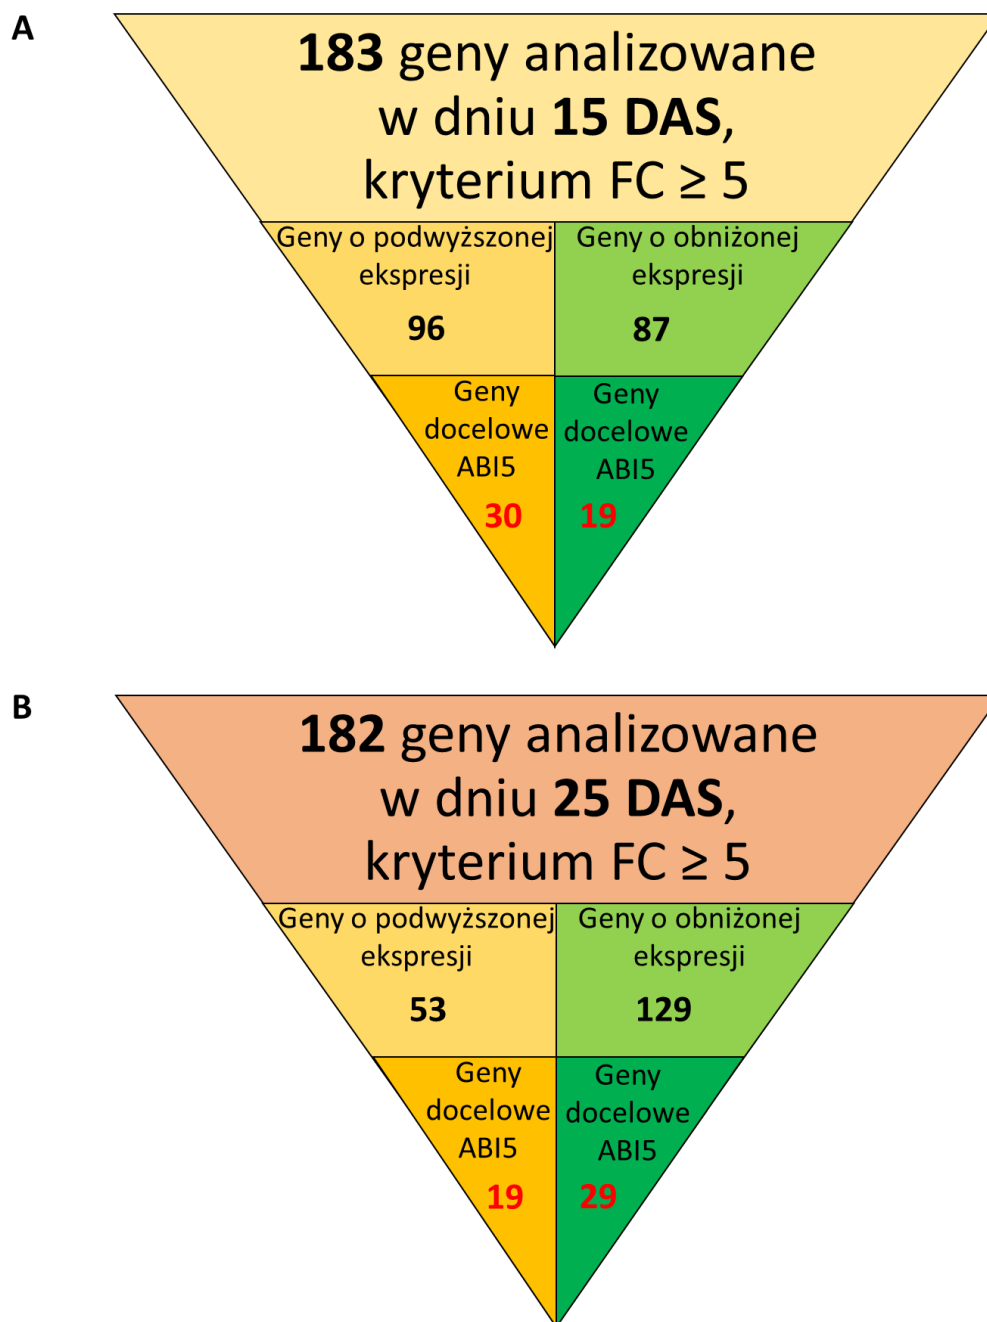 A
183 geny analizowane
w dniu 15 DAS,
kryterium FC ≥ 5
Geny o podwyższonej
ekspresji
96
Geny o obniżonej
ekspresji
87
Geny
docelowe
ABI5
30
Geny
docelowe
ABI5
19
B
182 geny analizowane
w dniu 25 DAS,
kryterium FC ≥ 5
Geny o podwyższonej
ekspresji
53
Geny o obniżonej
ekspresji
129
Geny
docelowe
ABI5
19
Geny
docelowe
ABI5
29